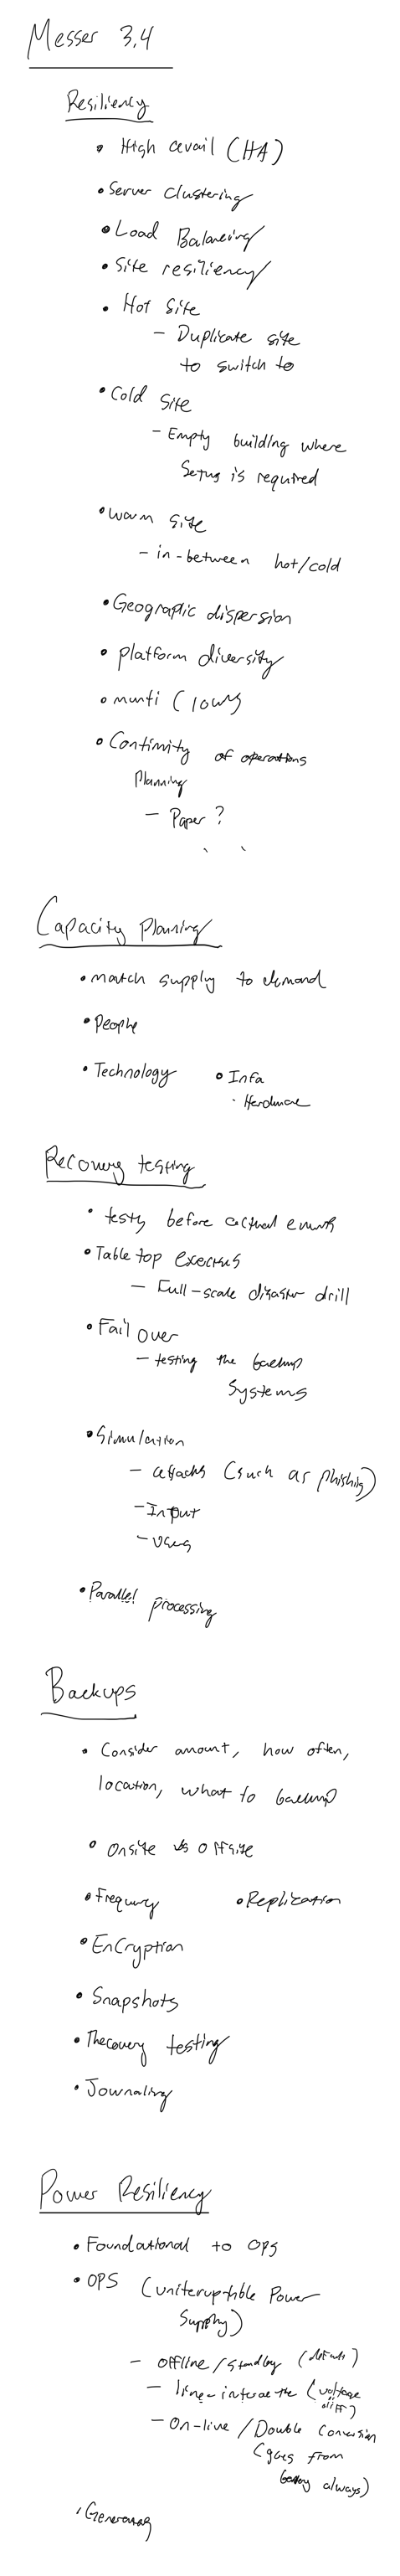 Messer 3.4
Resiliency
• High avail (HA)
• Server Clustering
• Load Balancing
• Site resiliency
• Hot Site
– Duplicate site
to switch to
• Cold Site
– Empty building where
Setup is required
• Warm site
– in-between hot/cold
• Geographic dispersion
• platform diversity
• multi Clouds
• Continuity of operations
Planning
– Paper?
Capacity Planning
• match supply to demand
• People
• Technology • Infa
• Hardware
Recovery testing
• testing before actual events
• Table top
– Full-scale disaster drill
• Fail over
– testing the backup
Systems
• Simulation
– attacks (such as phishing)
– Input
– Users
• Parallel processing
Backups
• Consider amount, how often,
location, what to backup
• Onsite vs Offsite
• Frequency • Replication
• EnCryption
• Snapshots
• Recovery testing
• Journaling
Power Resiliency
• Foundational to OPS
• OPS (uniteruptible Power
Supply)
– offline/Standby
– line-interactive (voltage
diff)
– On-line/Double Conversion
(goes from
battery always)
• Generators